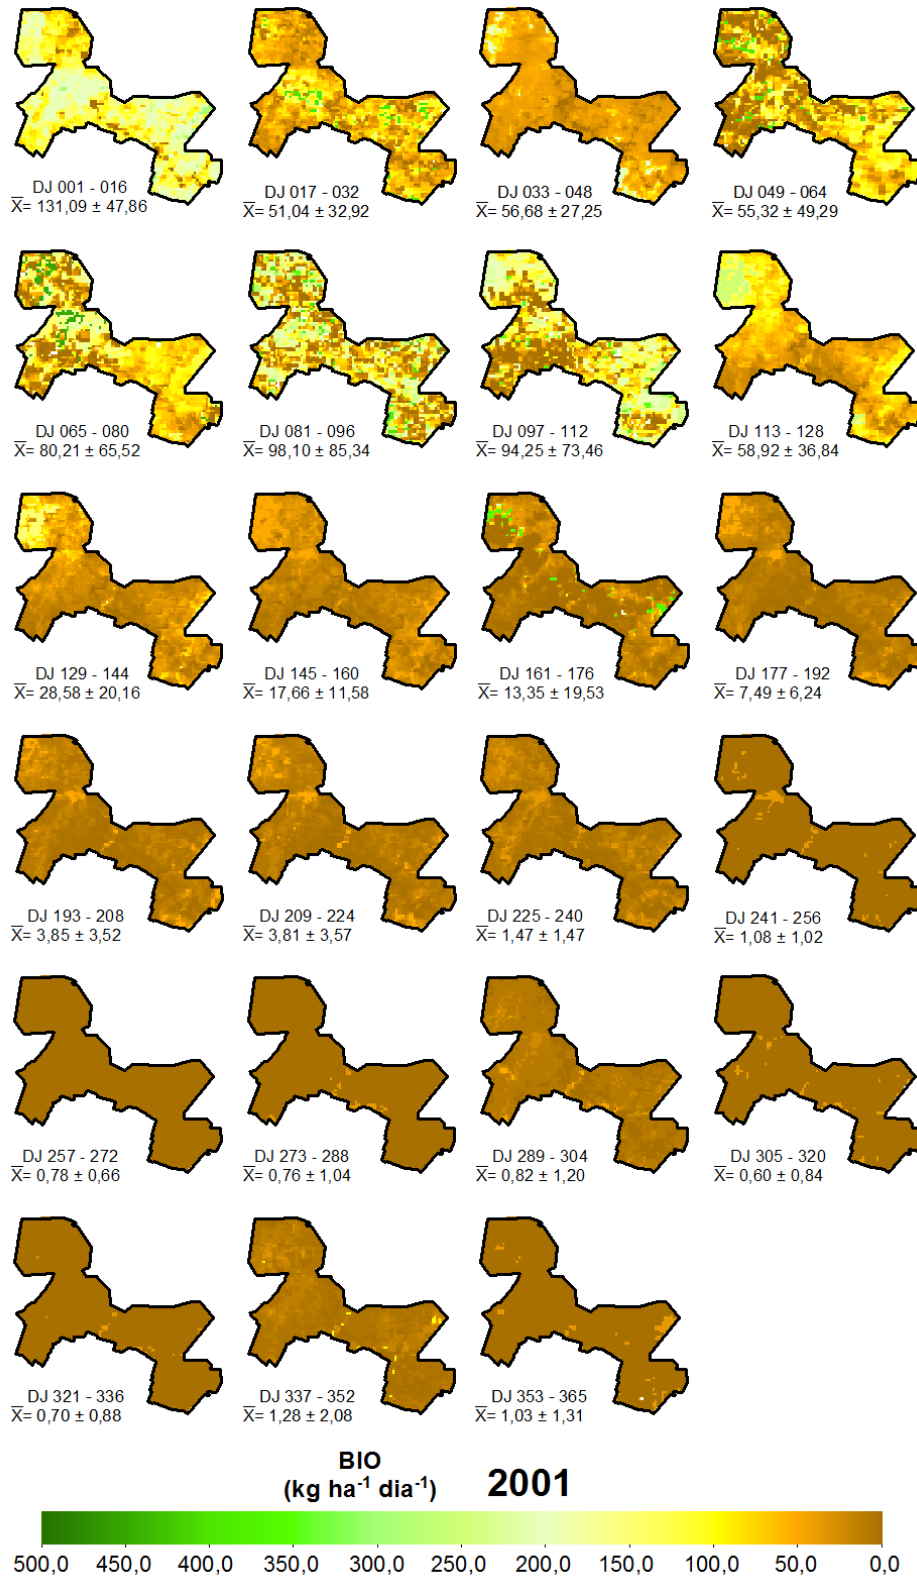 DJ 001 - 016
X̅= 131,09 ± 47,86
DJ 017 - 032
X̅= 51,04 ± 32,92
DJ 033 - 048
X̅= 56,68 ± 27,25
DJ 049 - 064
X̅= 55,32 ± 49,29
DJ 065 - 080
X̅= 80,21 ± 65,52
DJ 081 - 096
X̅= 98,10 ± 85,34
DJ 097 - 112
X̅= 94,25 ± 73,46
DJ 113 - 128
X̅= 58,92 ± 36,84
DJ 129 - 144
X̅= 28,58 ± 20,16
DJ 145 - 160
X̅= 17,66 ± 11,58
DJ 161 - 176
X̅= 13,35 ± 19,53
DJ 177 - 192
X̅= 7,49 ± 6,24
DJ 193 - 208
X̅= 3,85 ± 3,52
DJ 209 - 224
X̅= 3,81 ± 3,57
DJ 225 - 240
X̅= 1,47 ± 1,47
DJ 241 - 256
X̅= 1,08 ± 1,02
DJ 257 - 272
X̅= 0,78 ± 0,66
DJ 273 - 288
X̅= 0,76 ± 1,04
DJ 289 - 304
X̅= 0,82 ± 1,20
DJ 305 - 320
X̅= 0,60 ± 0,84
DJ 321 - 336
X̅= 0,70 ± 0,88
DJ 337 - 352
X̅= 1,28 ± 2,08
DJ 353 - 365
X̅= 1,03 ± 1,31
BIO
(kg ha⁻¹ dia⁻¹)
2001
500,0 450,0 400,0 350,0 300,0 250,0 200,0 150,0 100,0 50,0 0,0